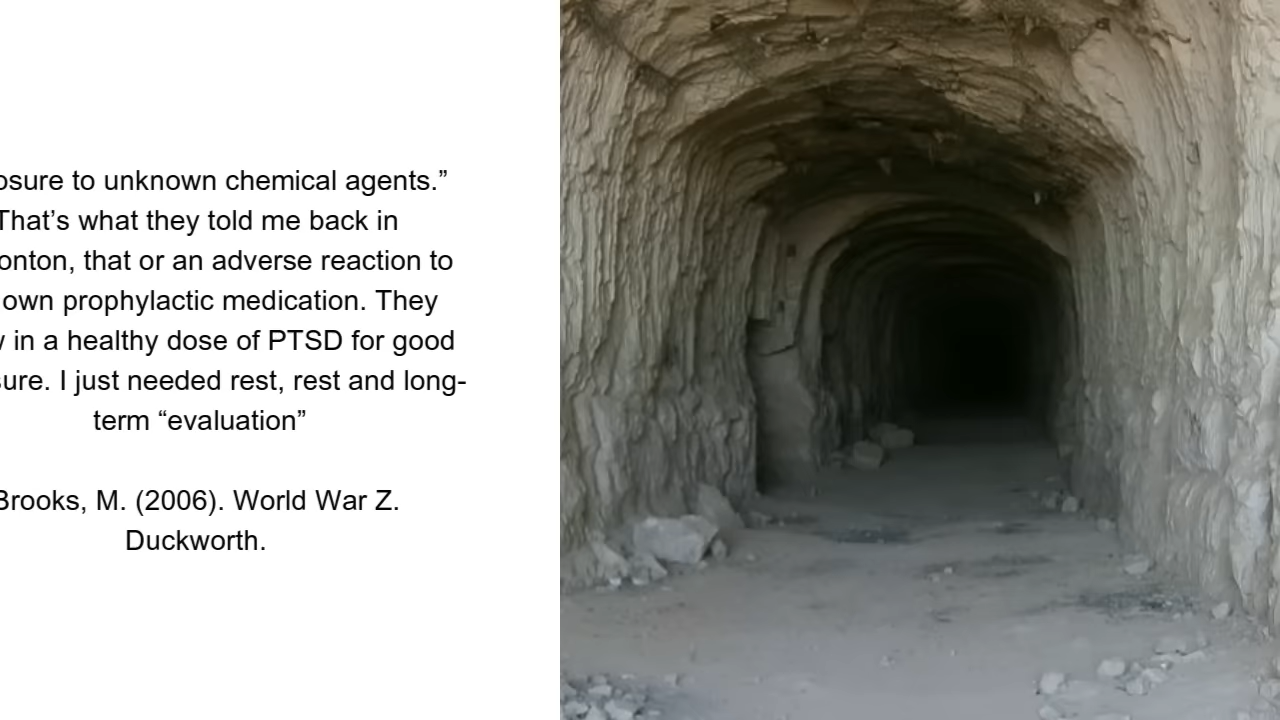 osure to unknown chemical agents.”
That’s what they told me back in
onton, that or an adverse reaction to
own prophylactic medication. They
in a healthy dose of PTSD for good
sure. I just needed rest, rest and long-
term “evaluation”
Brooks, M. (2006). World War Z.
Duckworth.